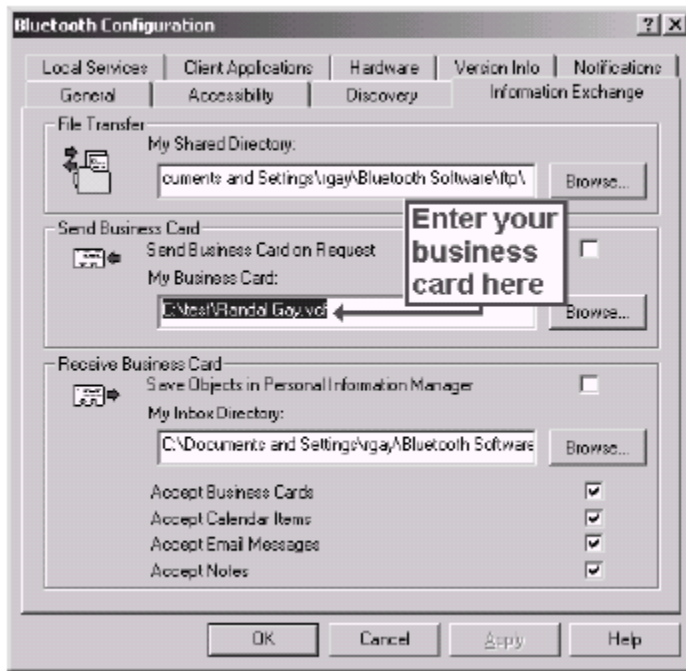 Bluetooth Configuration
Local Services Client Applications Hardware Version Info Notifications
General Accessibility Discovery Information Exchange
File Transfer
My Shared Directory:
cuments and Settings\rgay\Bluetooth Software\ftp\ Browse...
Send Business Card
Send Business Card on Request
My Business Card:
C:\test\Randal Gay.vcf Browse...
Enter your
business
card here
Receive Business Card
Save Objects in Personal Information Manager
My Inbox Directory:
C:\Documents and Settings\rgay\Bluetooth Software Browse...
Accept Business Cards
Accept Calendar Items
Accept Email Messages
Accept Notes
OK Cancel Apply Help